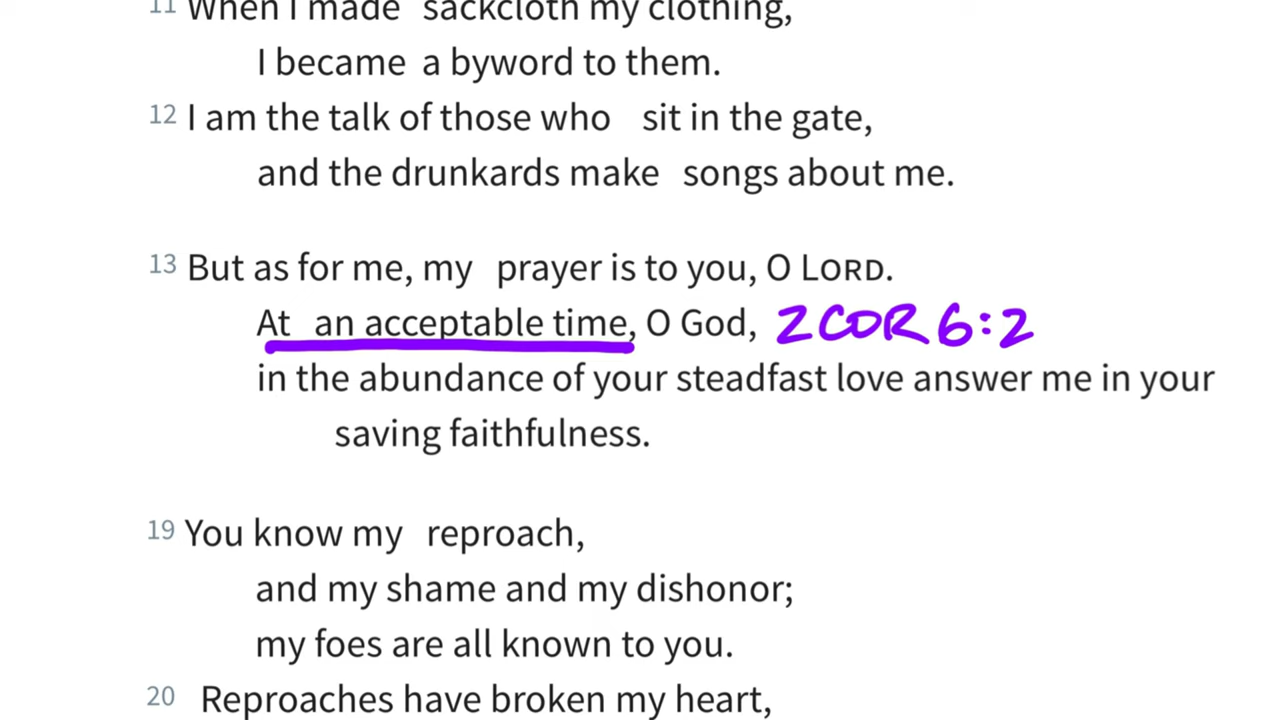 11 When I made sackcloth my clothing,
I became a byword to them.
12 I am the talk of those who sit in the gate,
and the drunkards make songs about me.
13 But as for me, my prayer is to you, O LORD.
At an acceptable time, O God, 2 COR 6:2
in the abundance of your steadfast love answer me in your
saving faithfulness.
19 You know my reproach,
and my shame and my dishonor;
my foes are all known to you.
20 Reproaches have broken my heart,